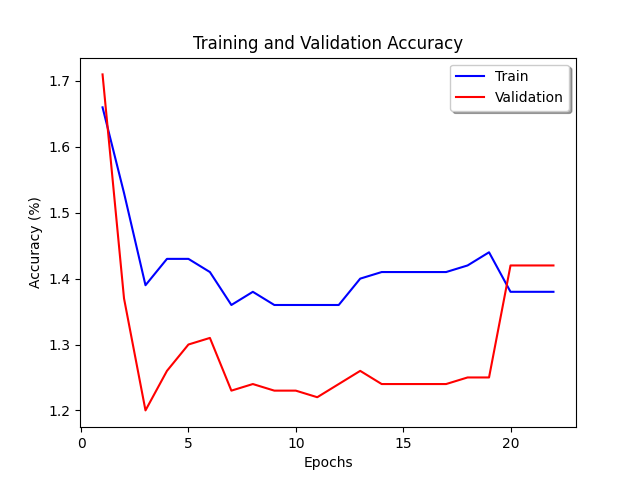 Training and Validation Accuracy
Train
Validation
Accuracy (%)
1.7
1.6
1.5
1.4
1.3
1.2
0 5 10 15 20
Epochs